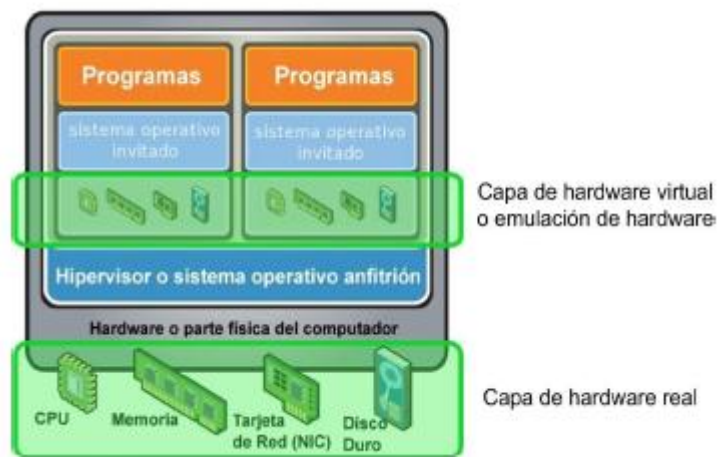 Programas
Programas
sistema operativo
invitado
sistema operativo
invitado
Capa de hardware virtual
o emulación de hardware
Hipervisor o sistema operativo anfitrión
Hardware o parte física del computador
CPU
Memoria
Tarjeta
de Red (NIC)
Disco
Duro
Capa de hardware real